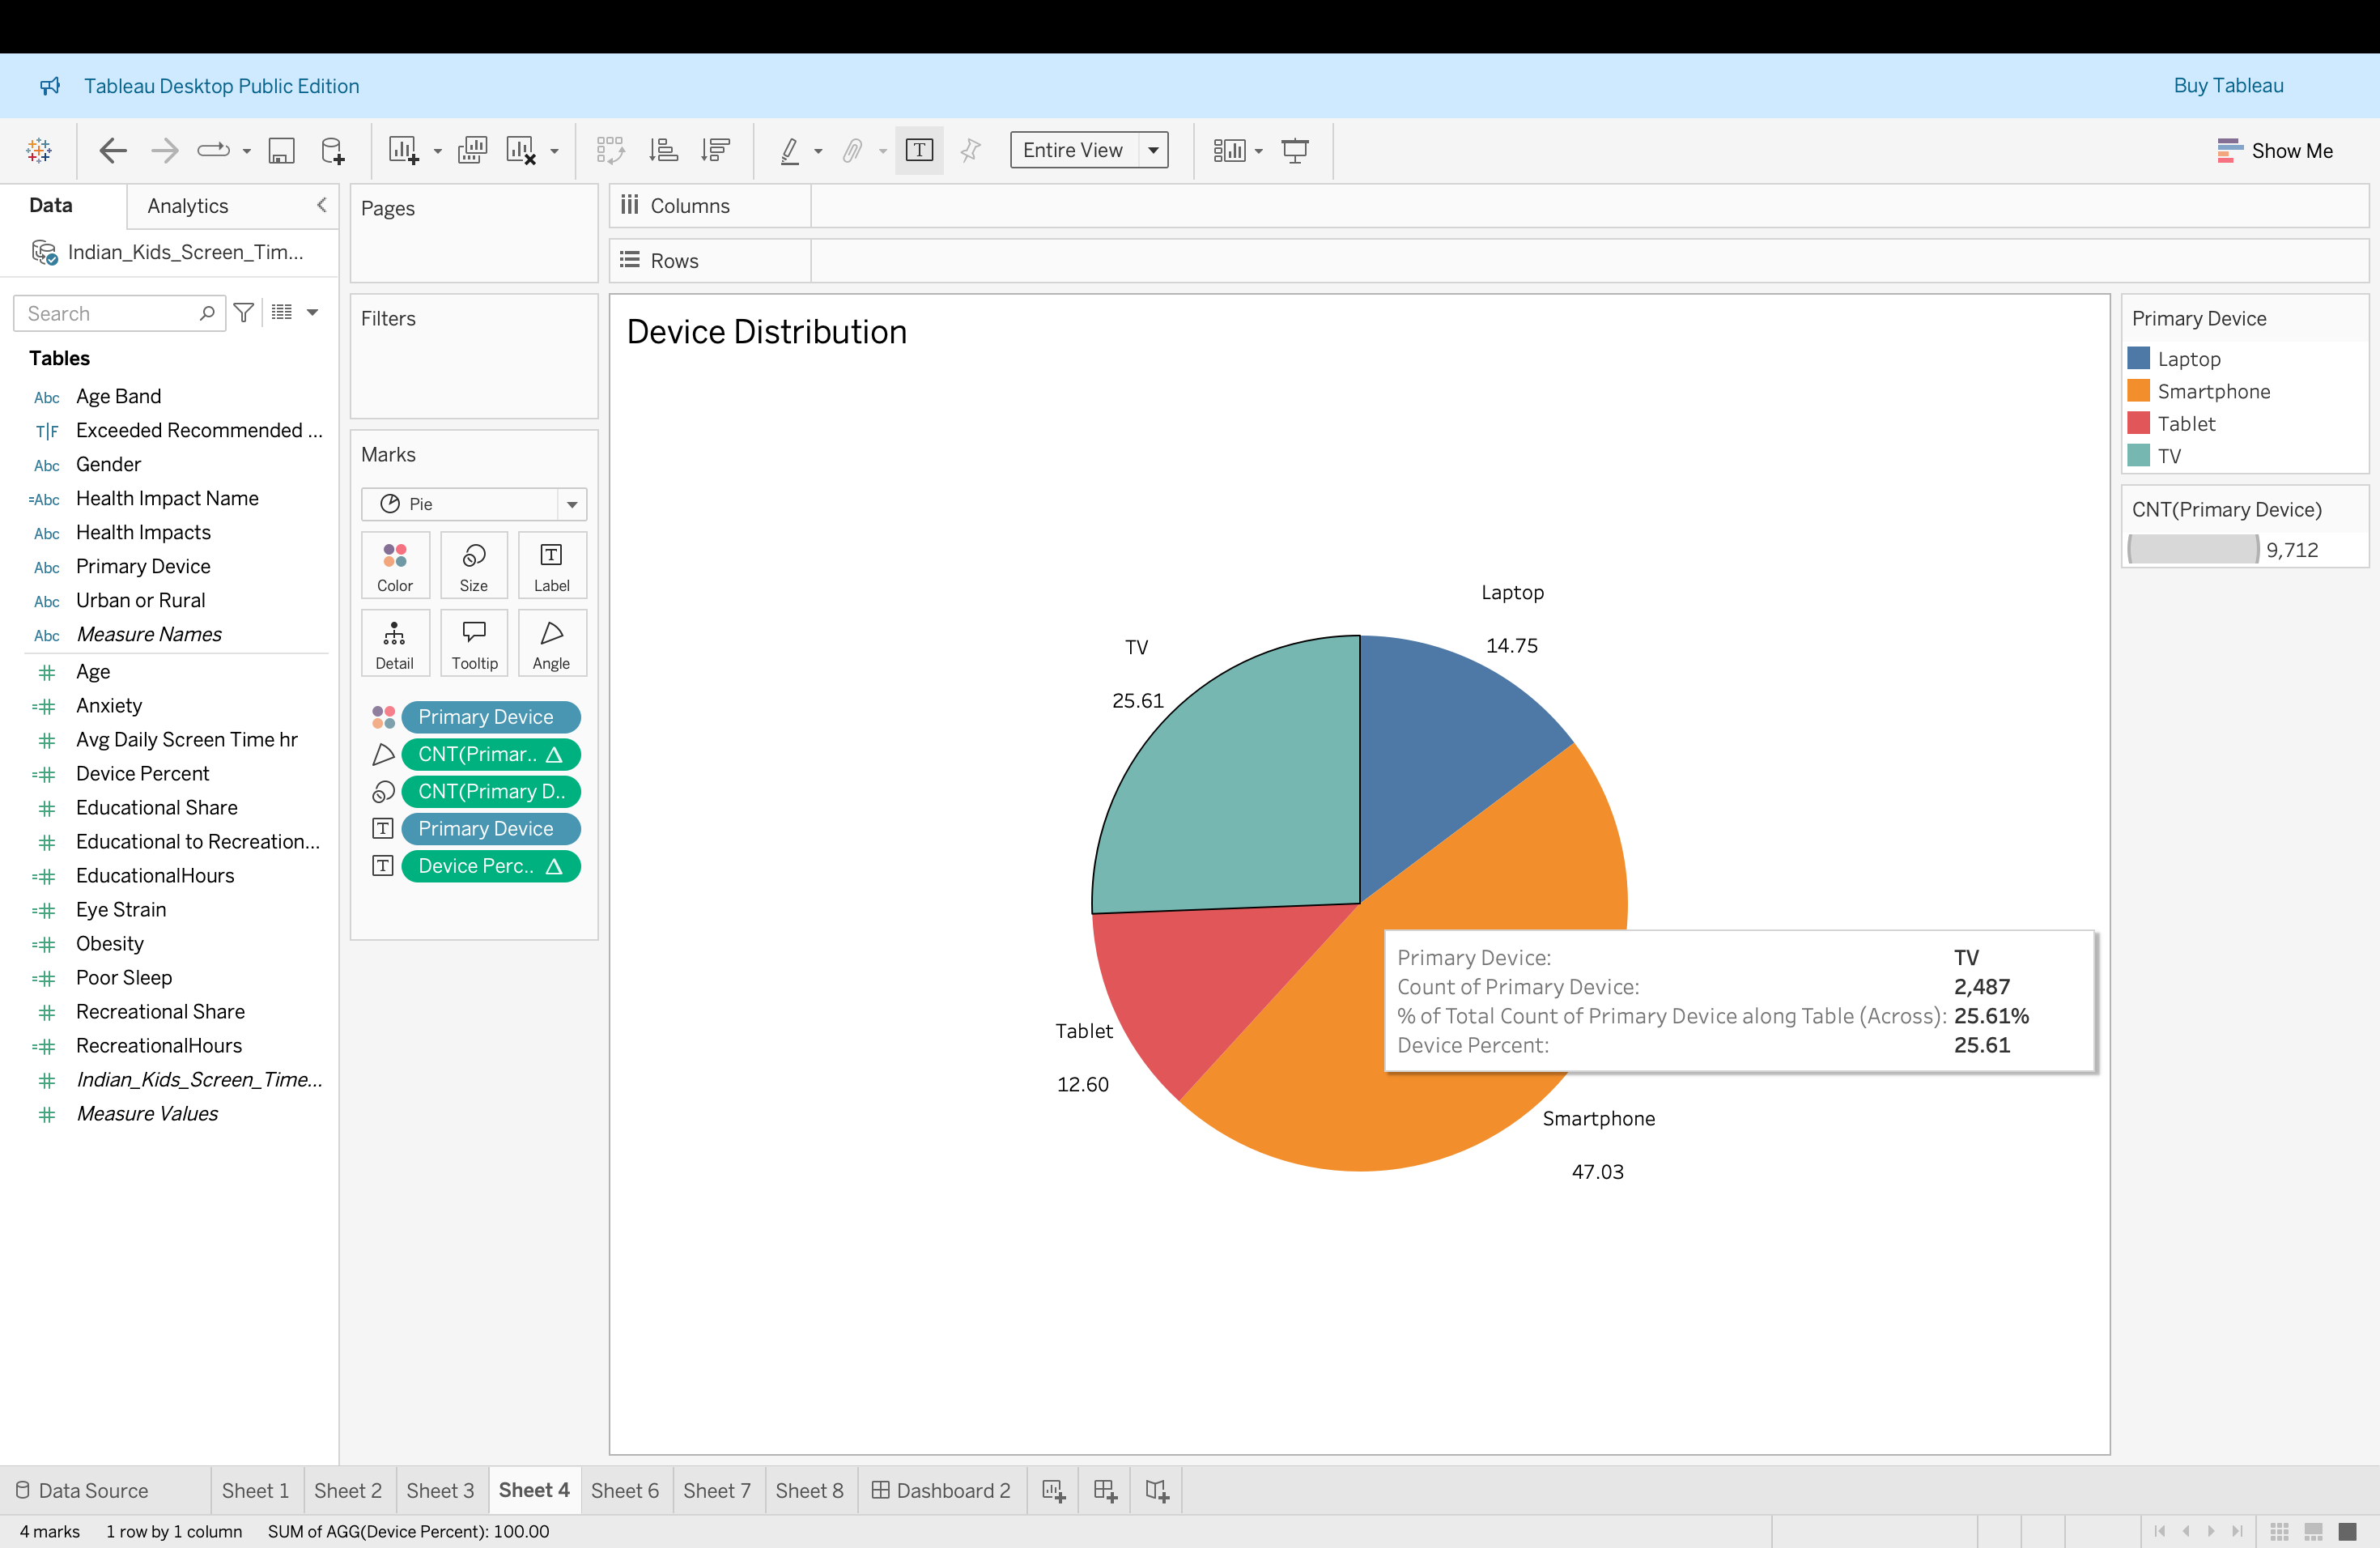 Tableau Desktop Public Edition
Buy Tableau
Entire View
Show Me
Data
Analytics
Indian_Kids_Screen_Tim...
Search
Tables
Abc Age Band
T|F Exceeded Recommended ...
Abc Gender
=Abc Health Impact Name
Abc Health Impacts
Abc Primary Device
Abc Urban or Rural
Abc Measure Names
# Age
=# Anxiety
# Avg Daily Screen Time hr
=# Device Percent
# Educational Share
# Educational to Recreation...
=# EducationalHours
=# Eye Strain
=# Obesity
=# Poor Sleep
# Recreational Share
=# RecreationalHours
# Indian_Kids_Screen_Time...
# Measure Values
Pages
Filters
Marks
Pie
Color
Size
Label
Detail
Tooltip
Angle
Primary Device
CNT(Primar.. Δ
CNT(Primary D..
Primary Device
Device Perc.. Δ
Columns
Rows
Device Distribution
Laptop
14.75
TV
25.61
Tablet
12.60
Smartphone
47.03
Primary Device: TV
Count of Primary Device: 2,487
% of Total Count of Primary Device along Table (Across): 25.61%
Device Percent: 25.61
Primary Device
Laptop
Smartphone
Tablet
TV
CNT(Primary Device)
9,712
Data Source
Sheet 1
Sheet 2
Sheet 3
Sheet 4
Sheet 6
Sheet 7
Sheet 8
Dashboard 2
4 marks
1 row by 1 column
SUM of AGG(Device Percent): 100.00